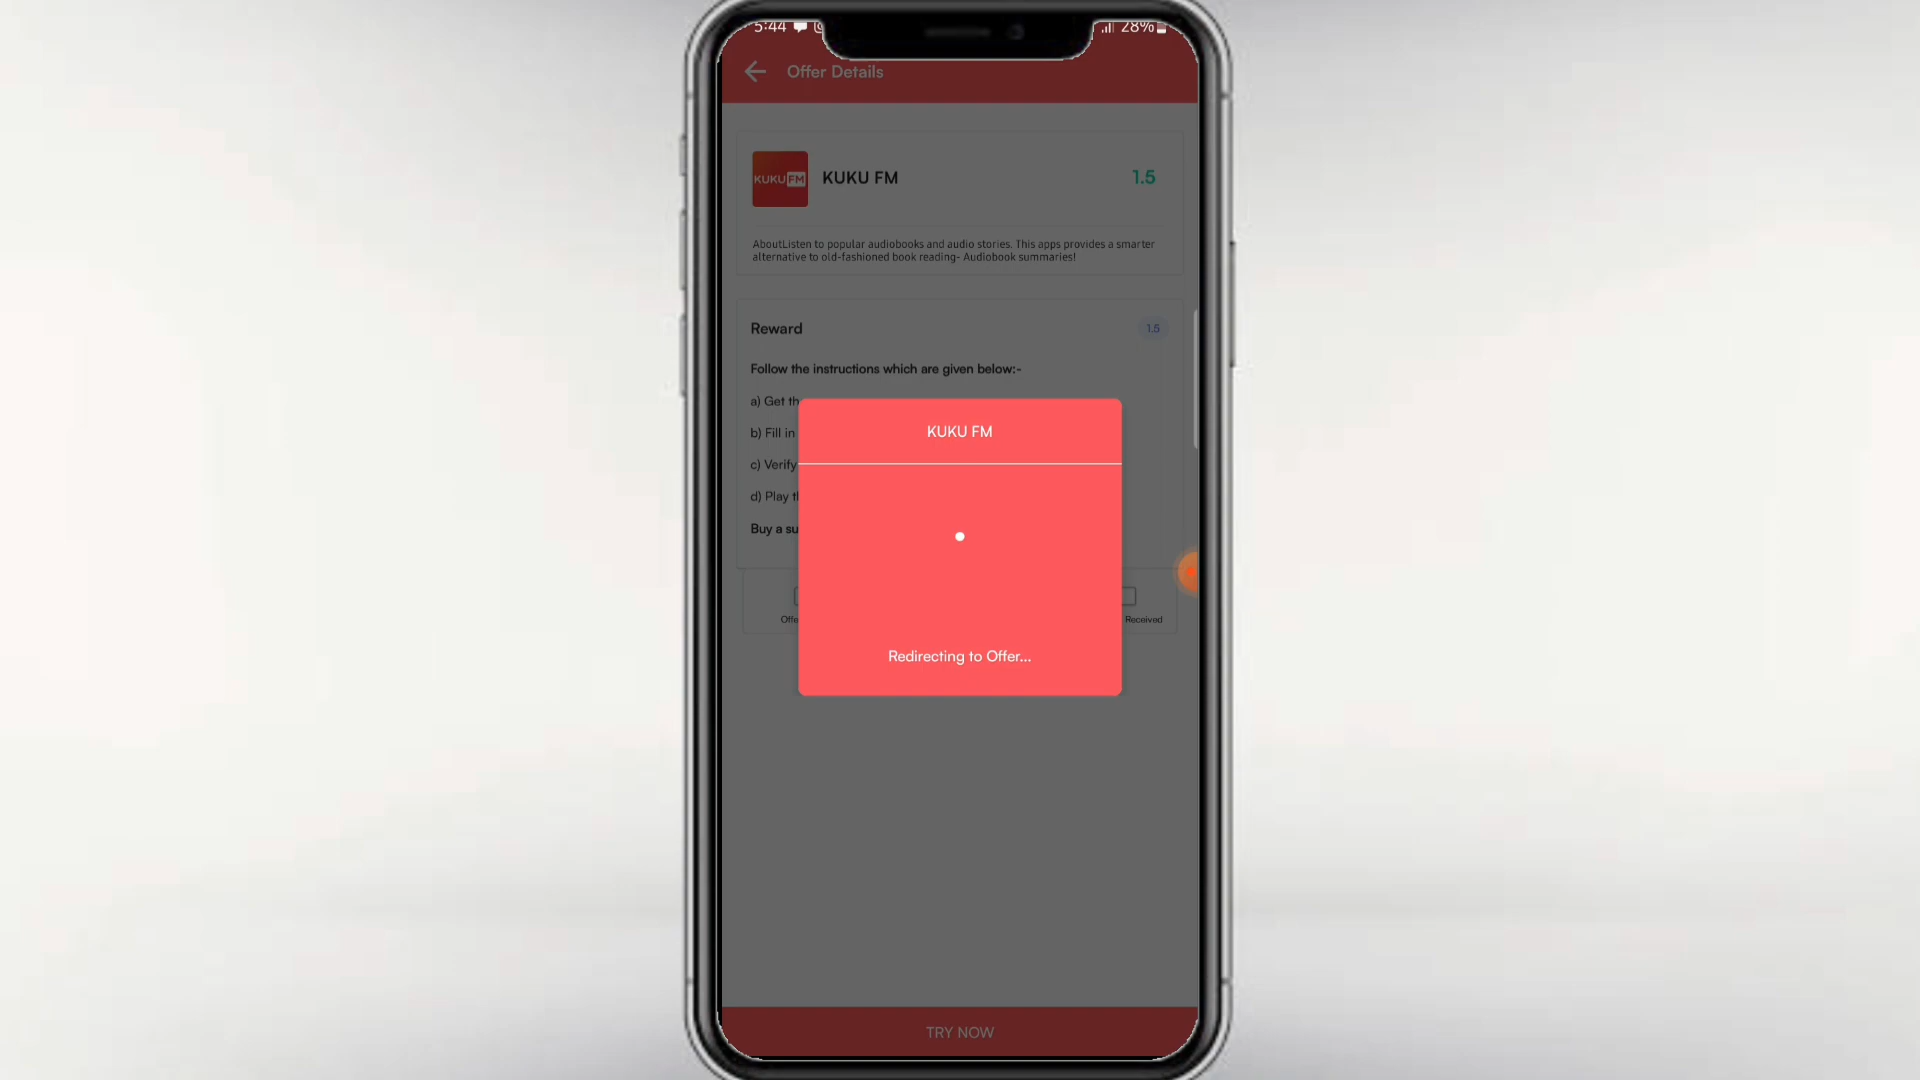 5:44
28%
Offer Details
KUKU FM
KUKU FM
1.5
AboutListen to popular audiobooks and audio stories. This apps provides a smarter
alternative to old-fashioned book reading- Audiobook summaries!
Reward
1.5
Follow the instructions which are given below:-
a) Get th
b) Fill in
c) Verify
d) Play t
Buy a su
KUKU FM
Redirecting to Offer...
Offe
Received
TRY NOW